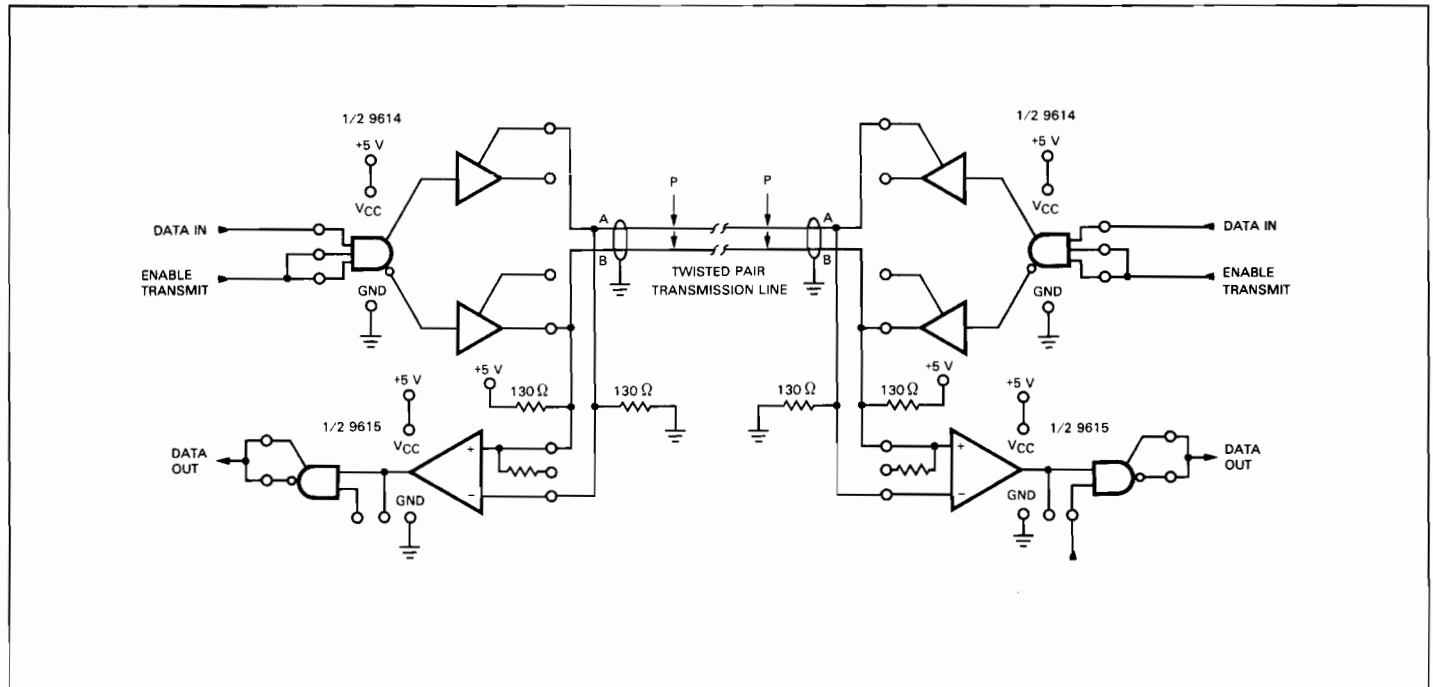 1/2 9614
+5 V
VCC
DATA IN
ENABLE
TRANSMIT
GND
P
P
A
B
A
B
TWISTED PAIR
TRANSMISSION LINE
1/2 9614
+5 V
VCC
DATA IN
ENABLE
TRANSMIT
GND
+5 V
+5 V
130 Ω
130 Ω
1/2 9615
VCC
DATA
OUT
+
−
GND
130 Ω
130 Ω
+5 V
+5 V
VCC
1/2 9615
+
−
GND
DATA
OUT